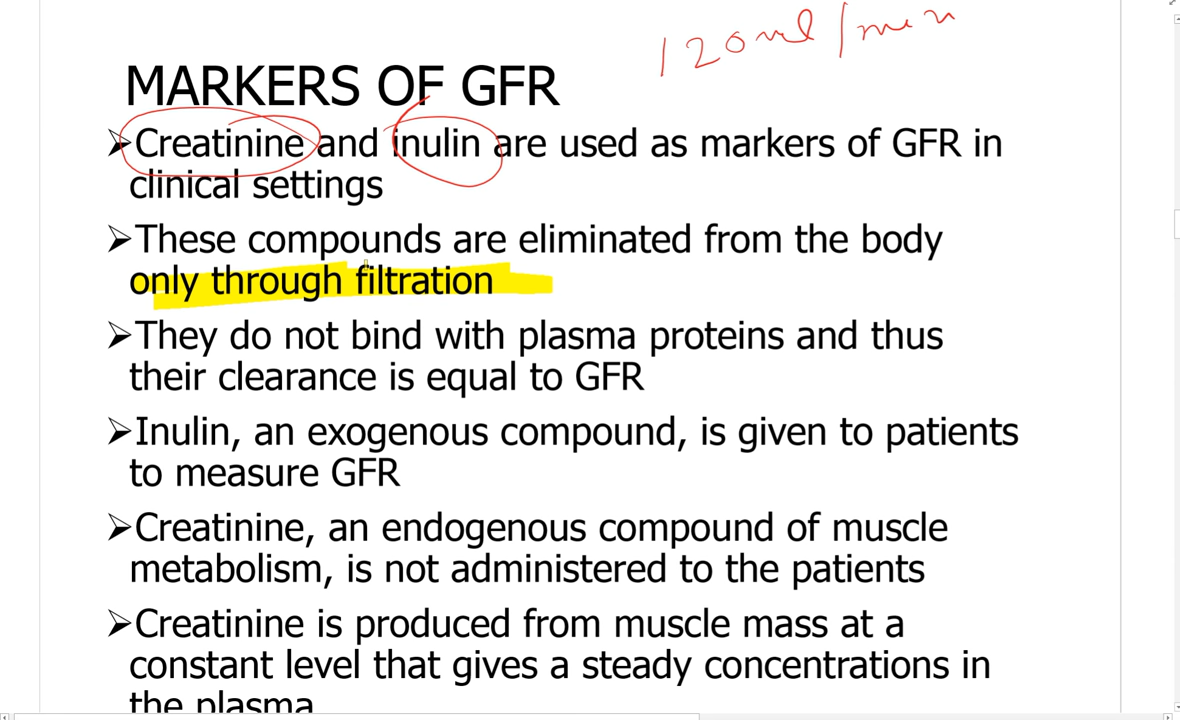 120ml/min
MARKERS OF GFR
➢Creatinine and inulin are used as markers of GFR in
clinical settings
➢These compounds are eliminated from the body
only through filtration
➢They do not bind with plasma proteins and thus
their clearance is equal to GFR
➢Inulin, an exogenous compound, is given to patients
to measure GFR
➢Creatinine, an endogenous compound of muscle
metabolism, is not administered to the patients
➢Creatinine is produced from muscle mass at a
constant level that gives a steady concentrations in
the plasma